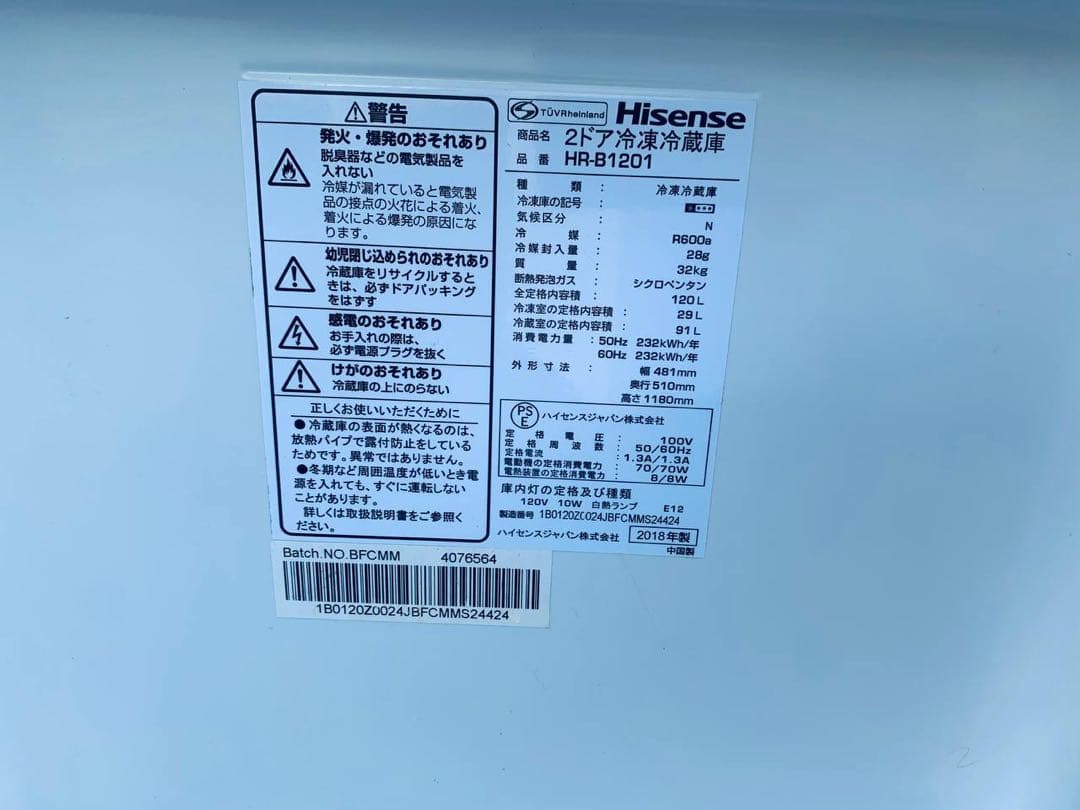 ⚠警告
発火・爆発のおそれあり
脱臭器などの電気製品を
入れない
冷媒が漏れていると電気製
品の接点の火花による着火、
着火による爆発の原因にな
ります。
幼児閉じ込められのおそれあり
冷蔵庫をリサイクルすると
きは、必ずドアパッキング
をはずす
感電のおそれあり
お手入れの際は、
必ず電源プラグを抜く
けがのおそれあり
冷蔵庫の上にのらない
正しくお使いいただくために
●冷蔵庫の表面が熱くなるのは、
放熱パイプで露付防止をしている
ためです。異常ではありません。
●冬期など周囲温度が低いとき電
源を入れても、すぐに運転しない
ことがあります。
詳しくは取扱説明書をご参照く
ださい。
TÜVRheinland Hisense
商品名 2ドア冷凍冷蔵庫
品番 HR-B1201
種類: 冷凍冷蔵庫
冷凍庫の記号:
気候区分: N
冷媒: R600a
冷媒封入量: 28g
質量: 32kg
断熱発泡ガス: シクロペンタン
全定格内容積: 120L
冷凍室の定格内容積: 29L
冷蔵室の定格内容積: 91L
消費電力量: 50Hz 232kWh/年
60Hz 232kWh/年
外形寸法: 幅 481mm
奥行510mm
高さ1180mm
PSE ハイセンスジャパン株式会社
定格電圧: 100V
定格周波数: 50/60Hz
定格電流: 1.3A/1.3A
電動機の定格消費電力: 70/70W
電熱装置の定格消費電力: 8/8W
庫内灯の定格及び種類
120V 10W 白熱ランプ E12
製造番号 1B0120Z0024JBFCMMS24424
ハイセンスジャパン株式会社 2018年製
中国製
Batch.NO.BFCMM 4076564
1B0120Z0024JBFCMMS24424